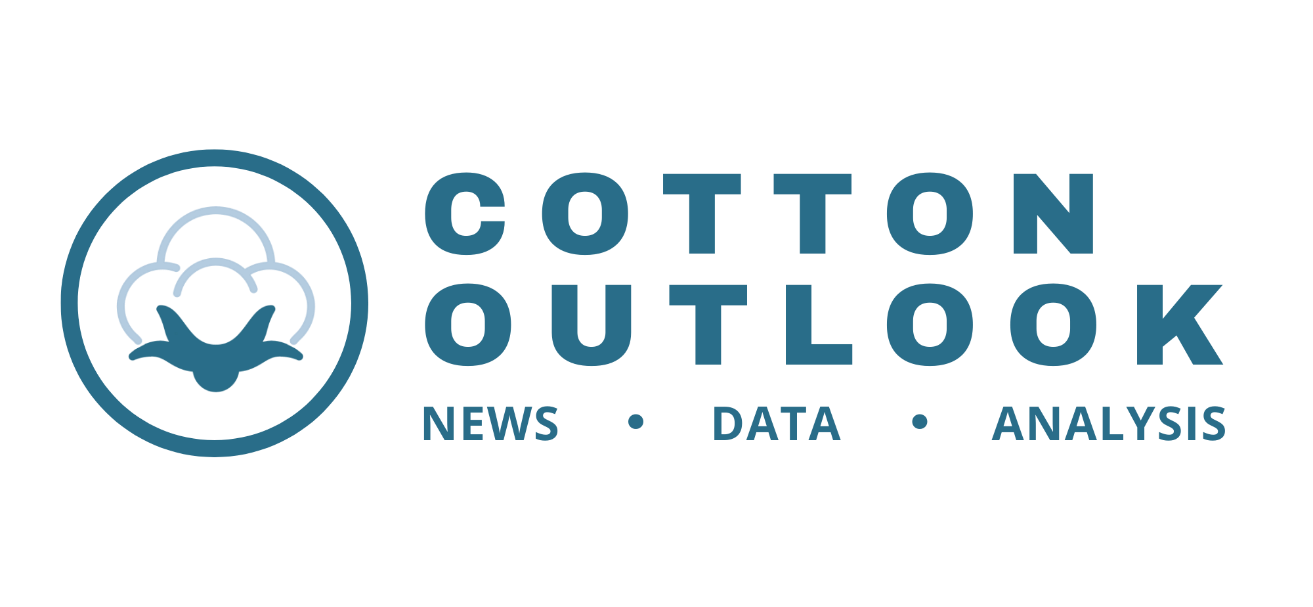 COTTON
OUTLOOK
NEWS • DATA • ANALYSIS